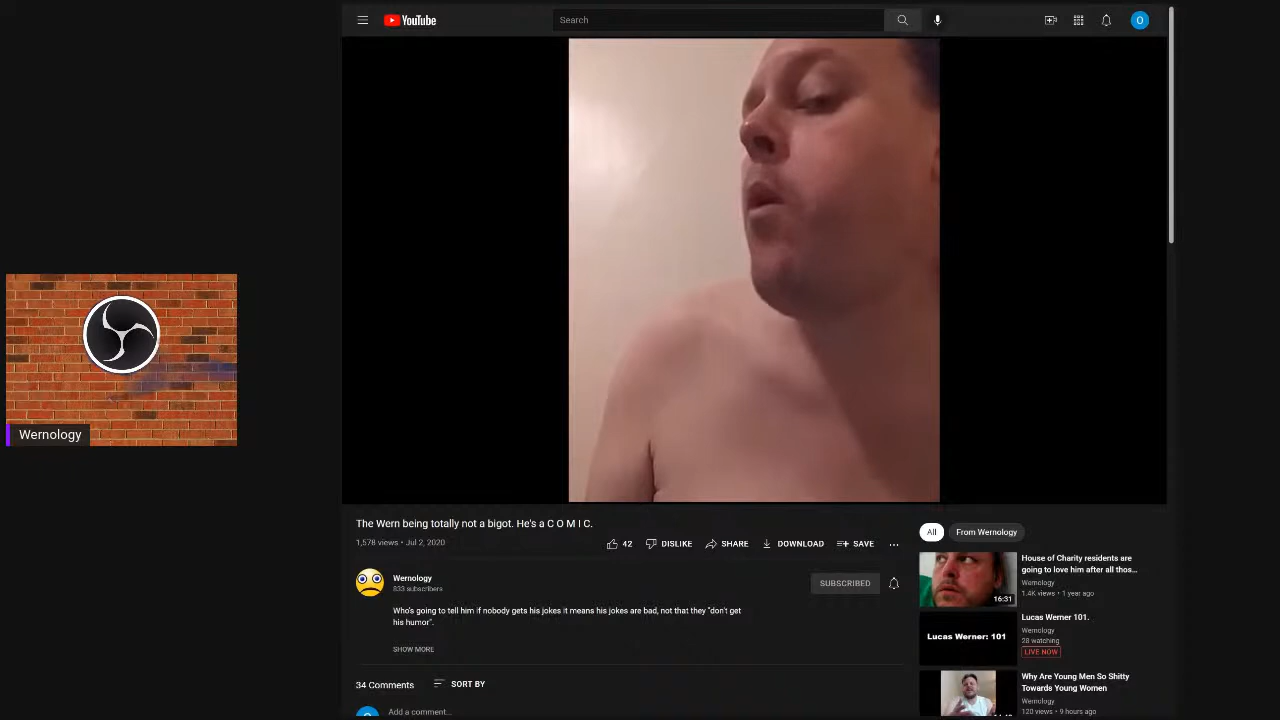 YouTube
Search
O
Wernology
The Wern being totally not a bigot. He's a C O M I C.
1,578 views • Jul 2, 2020
42
DISLIKE
SHARE
DOWNLOAD
SAVE
...
Wernology
833 subscribers
SUBSCRIBED
Who's going to tell him if nobody gets his jokes it means his jokes are bad, not that they "don't get
his humor".
SHOW MORE
34 Comments
SORT BY
Add a comment...
All
From Wernology
House of Charity residents are
going to love him after all thos...
Wernology
1.4K views • 1 year ago
16:31
Lucas Werner: 101
Lucas Werner 101.
Wernology
28 watching
LIVE NOW
Why Are Young Men So Shitty
Towards Young Women
120 views • 9 hours ago